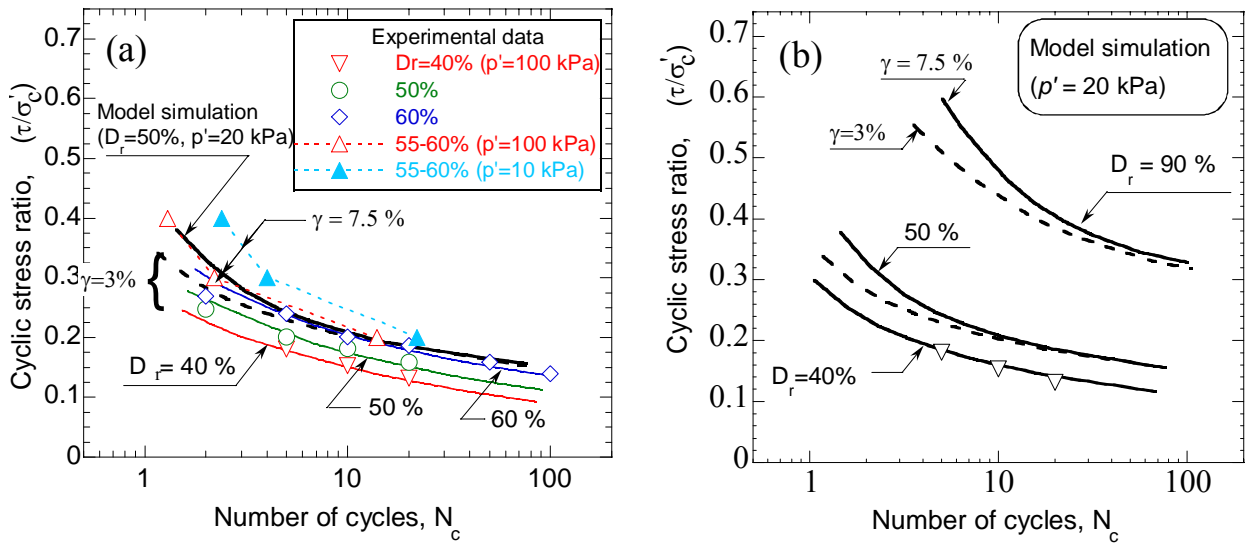 (a)
Experimental data
Dr=40% (p'=100 kPa)
50%
60%
55-60% (p'=100 kPa)
55-60% (p'=10 kPa)
Model simulation
(Dr=50%, p'=20 kPa)
γ = 7.5 %
γ=3%
{
D r = 40 %
50 %
60 %
0.7
0.6
0.5
0.4
0.3
0.2
0.1
0
1
10
100
Cyclic stress ratio, (τ/σ'c)
Number of cycles, Nc
(b)
Model simulation
(p' = 20 kPa)
γ = 7.5 %
γ=3%
D r = 90 %
50 %
Dr=40%
0.7
0.6
0.5
0.4
0.3
0.2
0.1
0
1
10
100
Cyclic stress ratio, (τ/σ'c)
Number of cycles, Nc